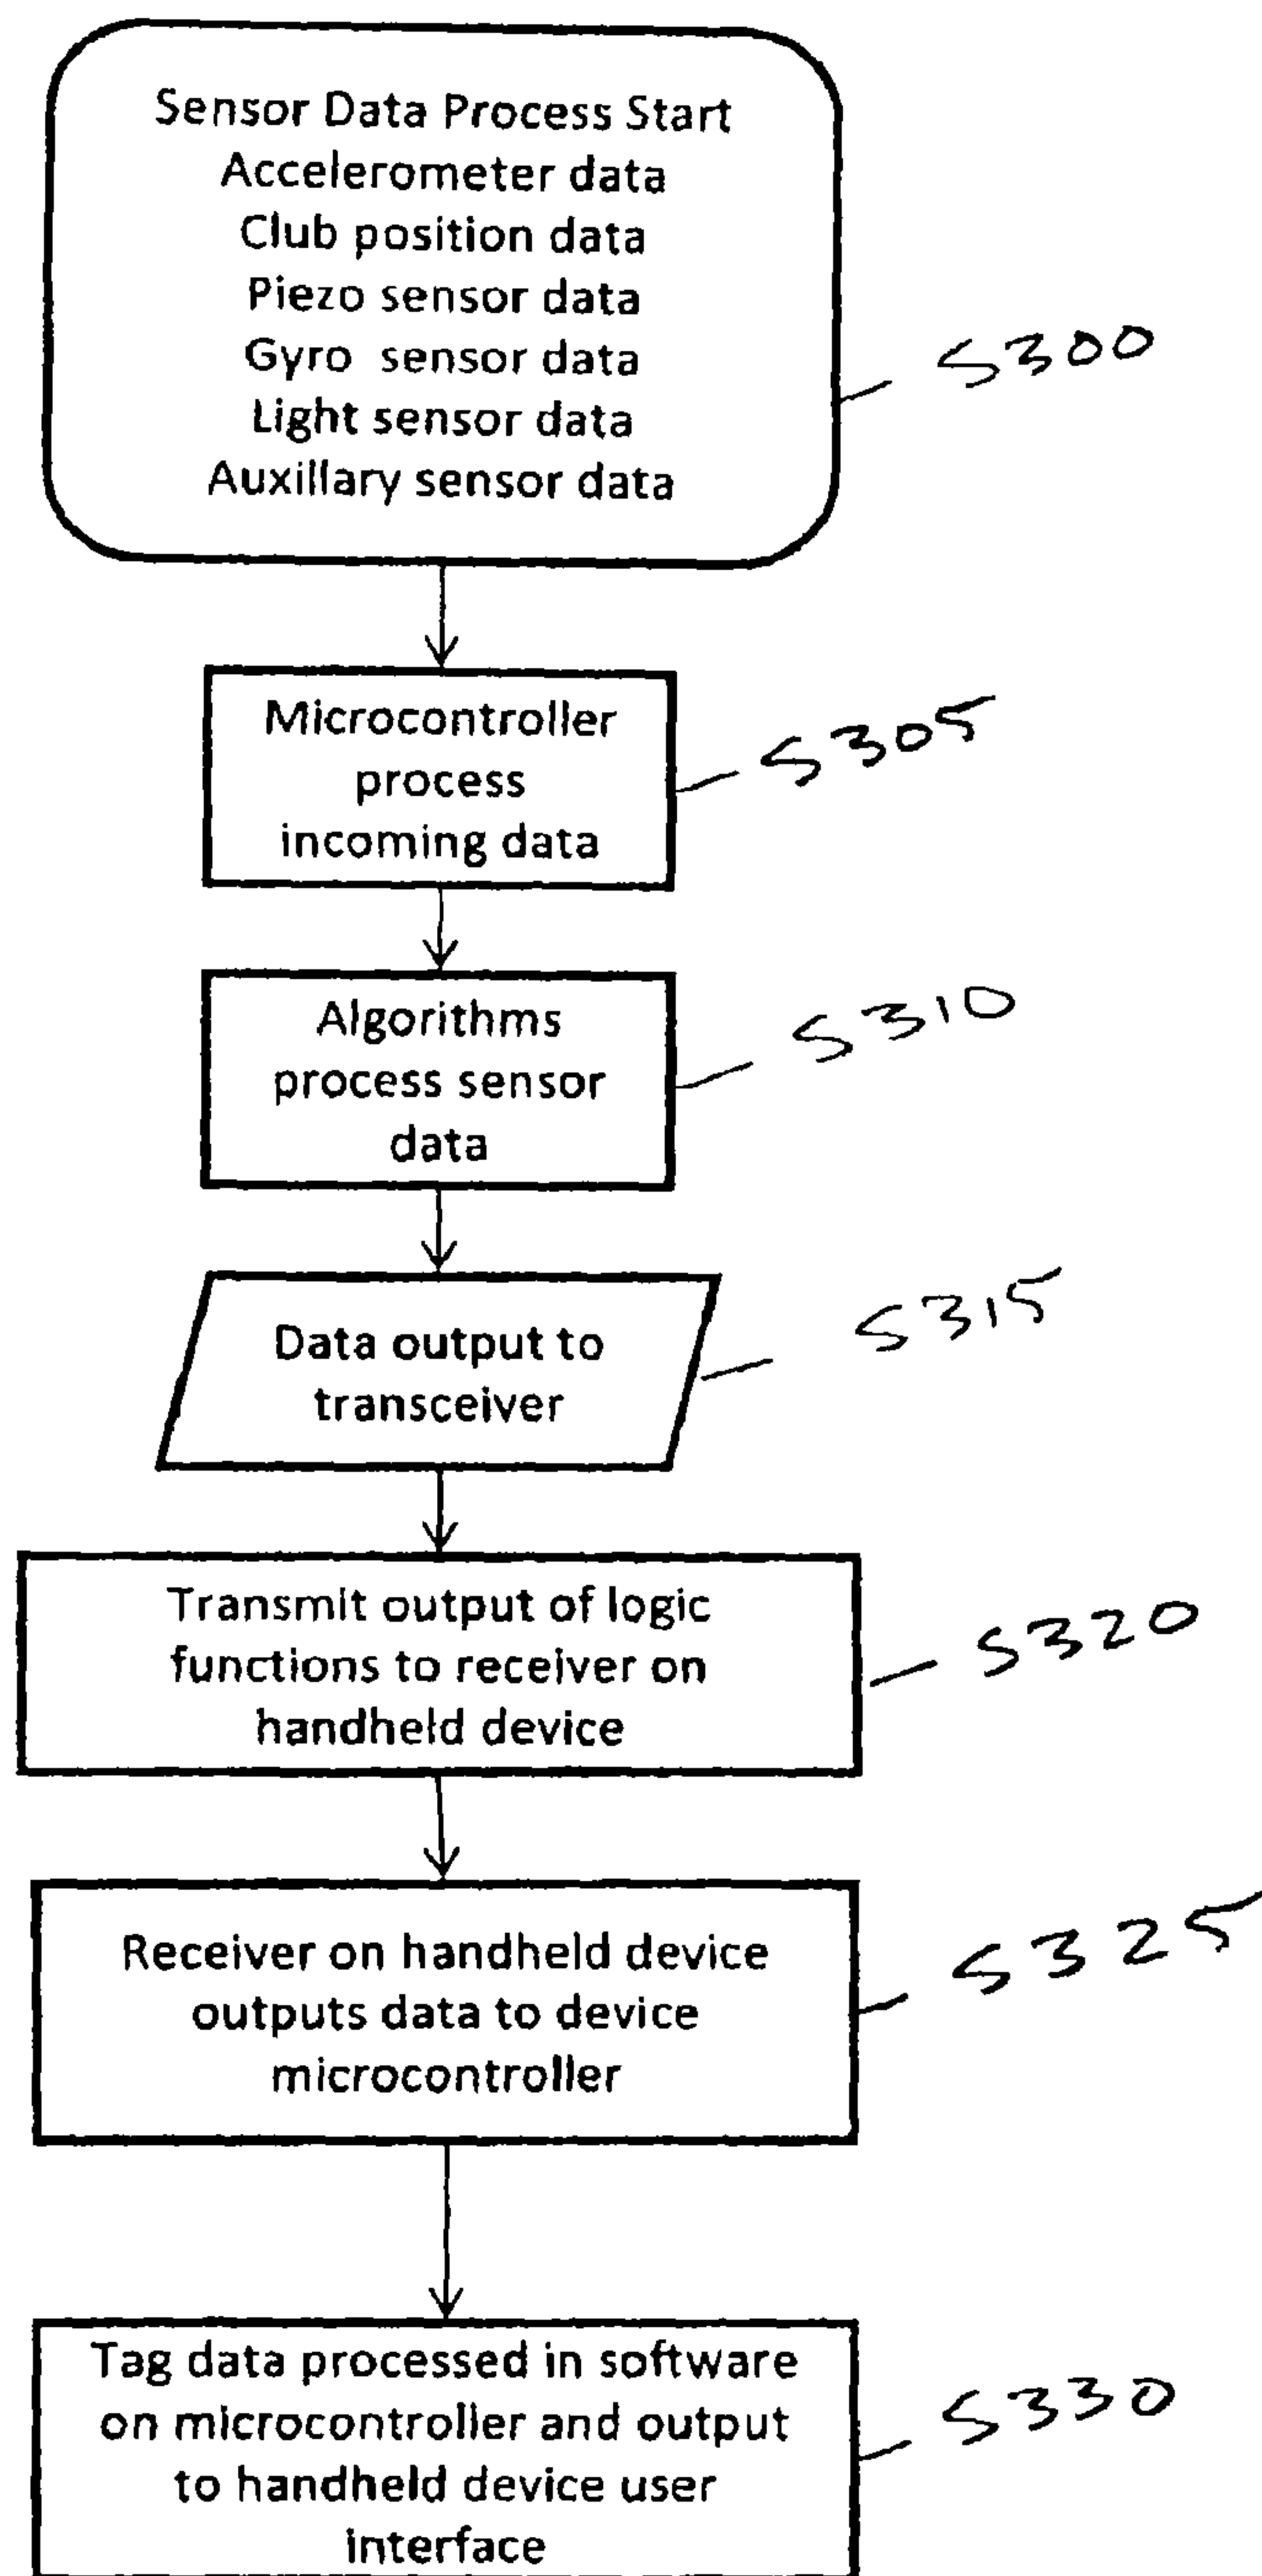 Sensor Data Process Start
Accelerometer data
Club position data
Piezo sensor data
Gyro sensor data
Light sensor data
Auxillary sensor data
S300
Microcontroller
process
incoming data
S305
Algorithms
process sensor
data
S310
Data output to
transceiver
S315
Transmit output of logic
functions to receiver on
handheld device
S320
Receiver on handheld device
outputs data to device
microcontroller
S325
Tag data processed in software
on microcontroller and output
to handheld device user
interface
S330